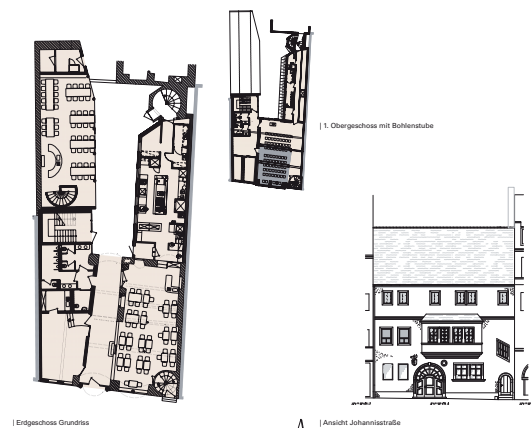 | 1. Obergeschoss mit Bohlenstube
| Erdgeschoss Grundriss
| Ansicht Johannisstraße